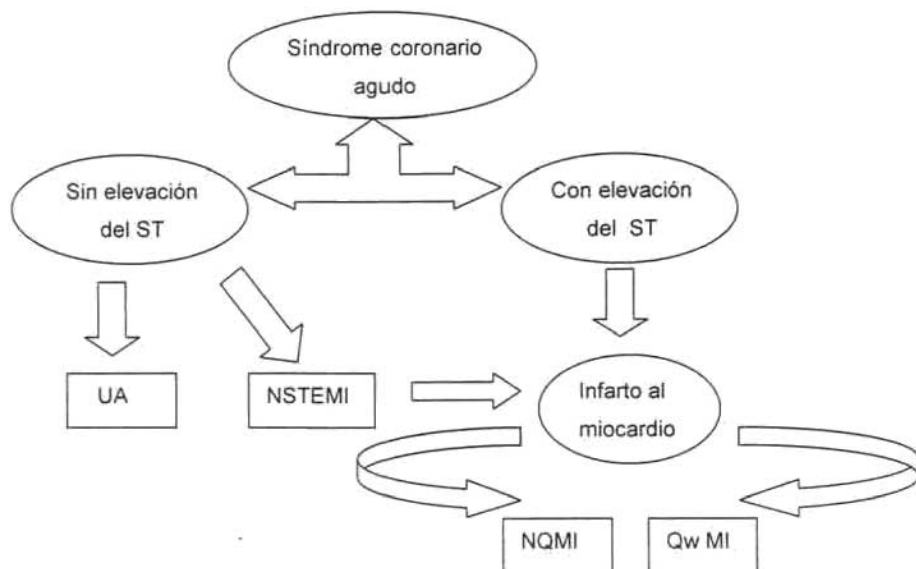 Síndrome coronario
agudo
Sin elevación
del ST
Con elevación
del ST
UA
NSTEMI
Infarto al
miocardio
NQMI
Qw MI